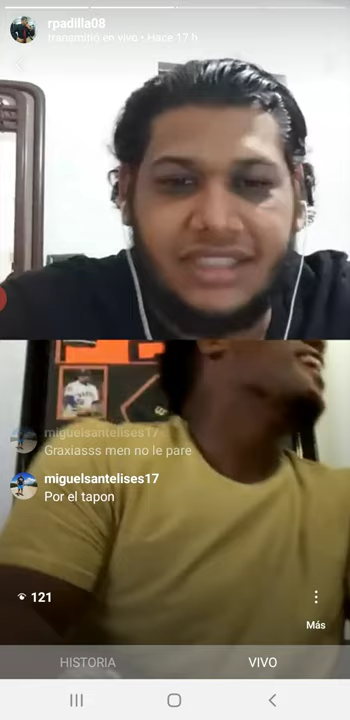 rpadilla08
transmitió en vivo • Hace 17 h
miguelsantelises17
Graxiasss men no le pare
miguelsantelises17
Por el tapon
121
Más
HISTORIA
VIVO